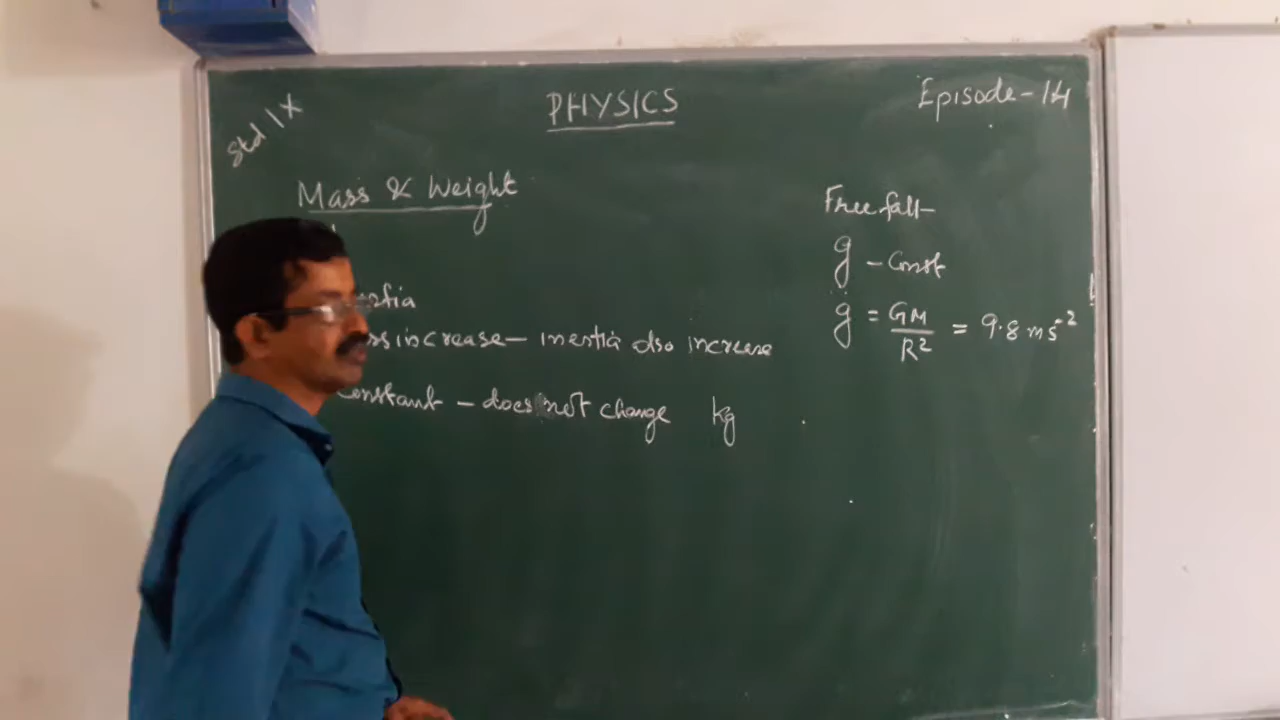 PHYSICS
Episode-14
Std IX
Mass & Weight
increase - inertia also increase
Constant - does not change kg
Free fall
g - Const
g = GM/R² = 9.8 ms⁻²